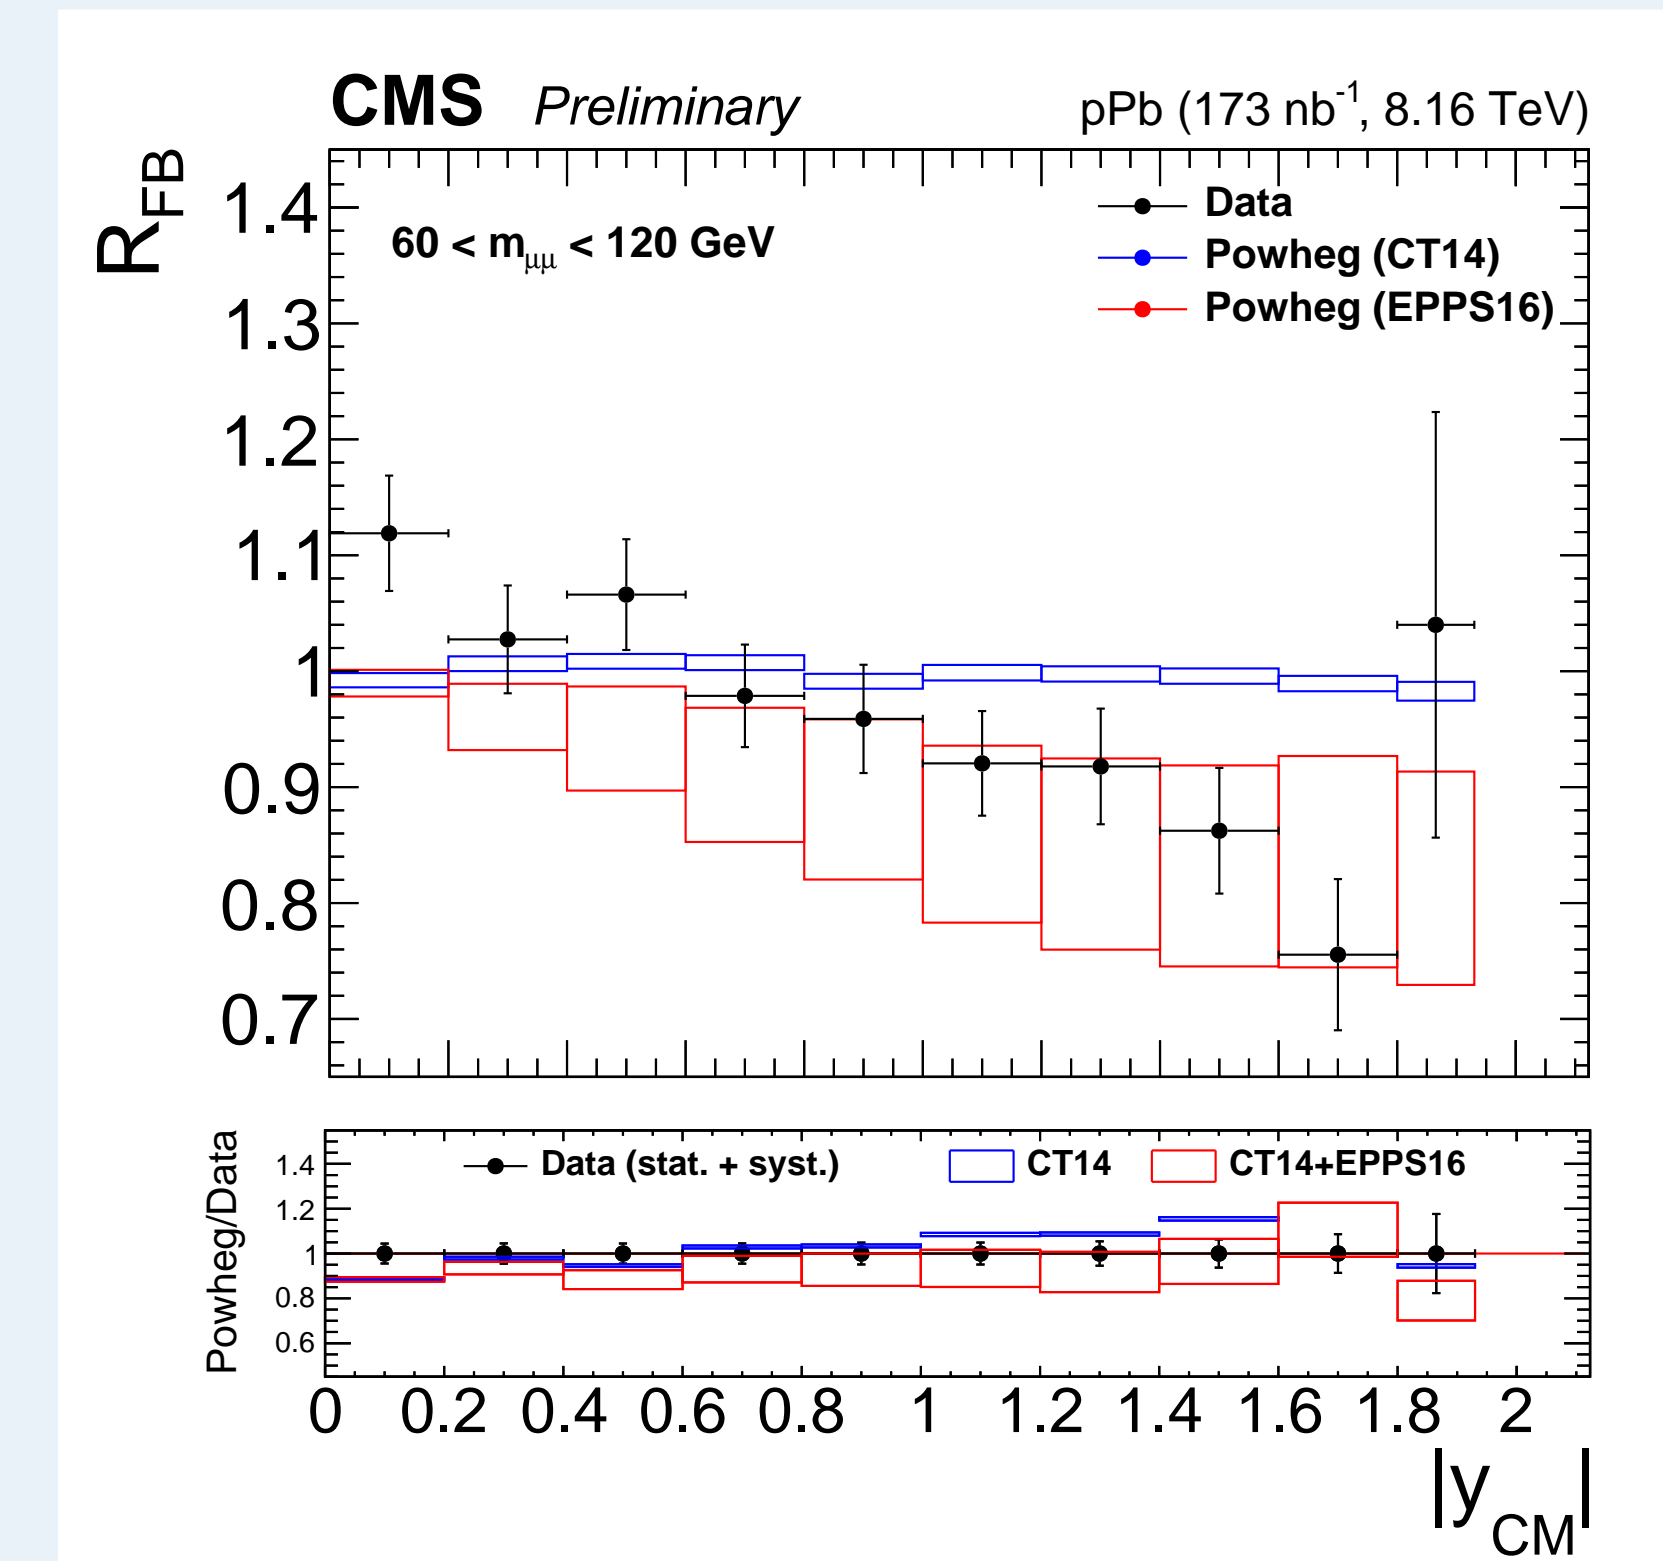 CMS Preliminary pPb (173 nb-1, 8.16 TeV)
RFB
60 < mμμ < 120 GeV
Data
Powheg (CT14)
Powheg (EPPS16)
1.4
1.3
1.2
1.1
1
0.9
0.8
0.7
Powheg/Data
Data (stat. + syst.) CT14 CT14+EPPS16
1.4
1.2
1
0.8
0.6
0 0.2 0.4 0.6 0.8 1 1.2 1.4 1.6 1.8 2
|yCM|